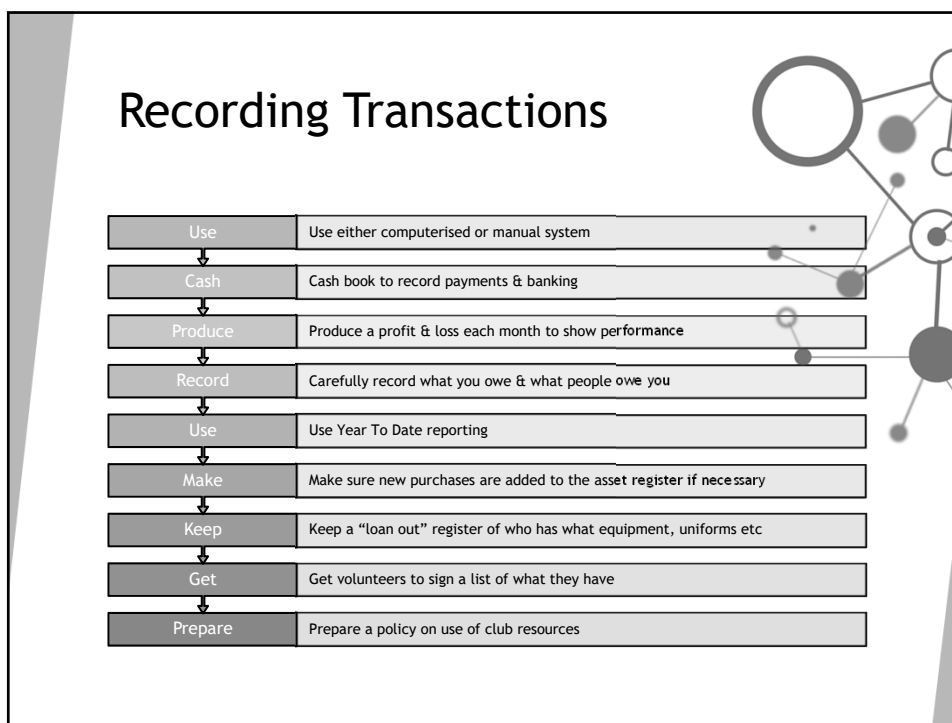 Recording Transactions
Use
Use either computerised or manual system
Cash
Cash book to record payments & banking
Produce
Produce a profit & loss each month to show performance
Record
Carefully record what you owe & what people owe you
Use
Use Year To Date reporting
Make
Make sure new purchases are added to the asset register if necessary
Keep
Keep a “loan out” register of who has what equipment, uniforms etc
Get
Get volunteers to sign a list of what they have
Prepare
Prepare a policy on use of club resources